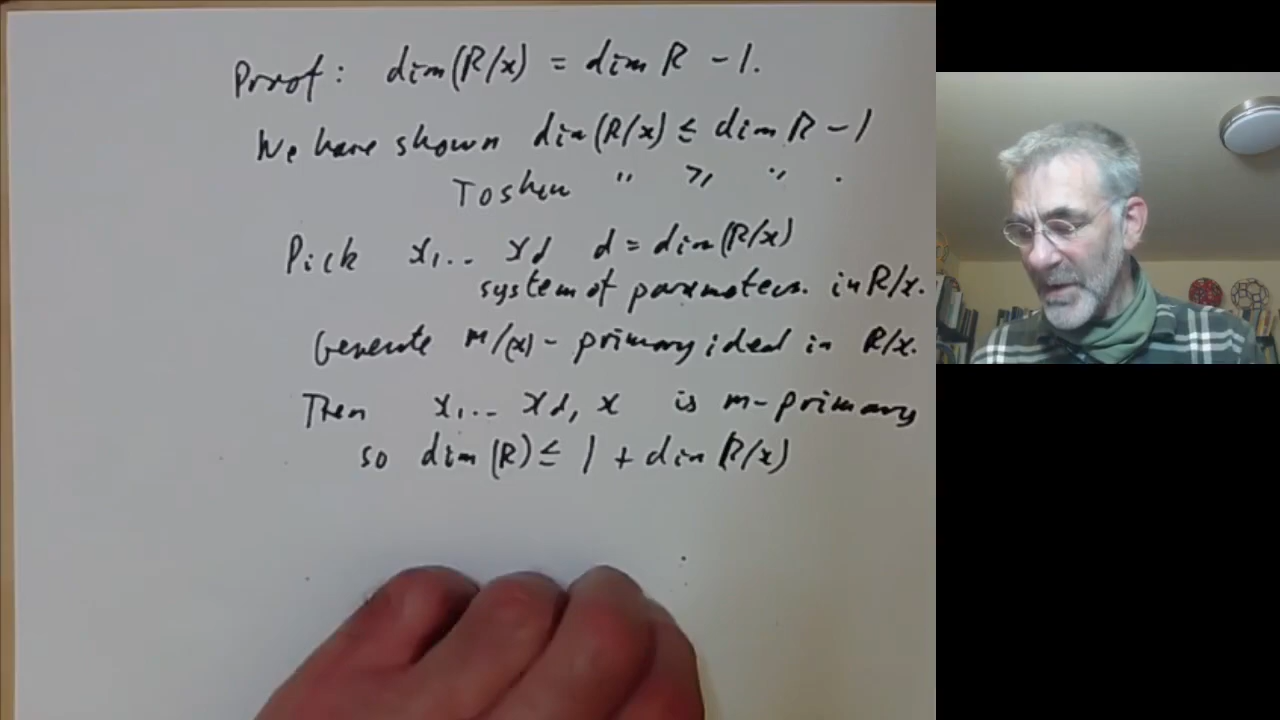 Proof: dim(R/x) = dim R - 1.
We have shown dim(R/x) ≤ dim R - 1
To show " ≥ " .
Pick x1... xd d = dim(R/x)
system of parameters. in R/x.
Generate m/(x) - primary ideal in R/x.
Then x1... xd, x is m-primary
so dim(R) ≤ 1 + dim(R/x)